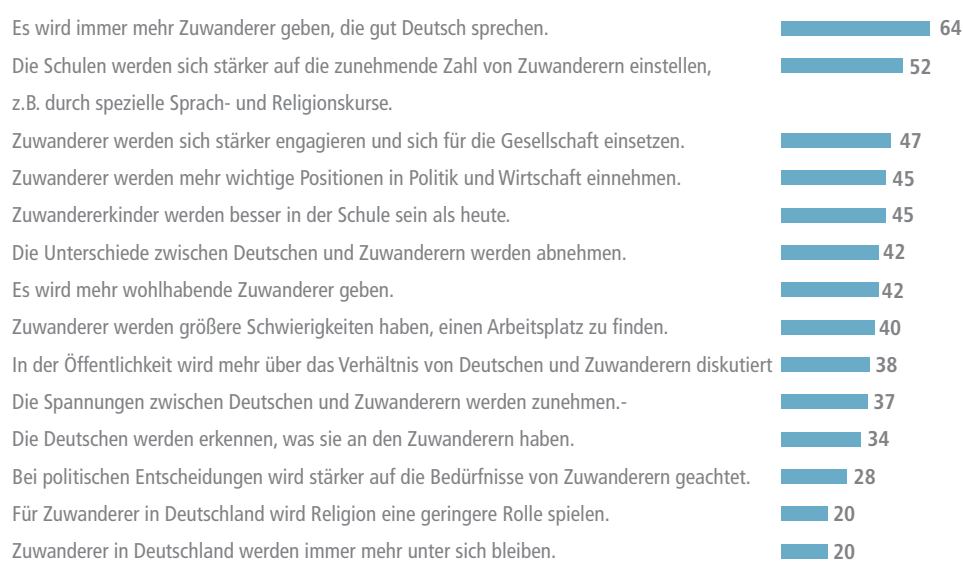 Es wird immer mehr Zuwanderer geben, die gut Deutsch sprechen. 64
Die Schulen werden sich stärker auf die zunehmende Zahl von Zuwanderern einstellen, 52
z.B. durch spezielle Sprach- und Religionskurse.
Zuwanderer werden sich stärker engagieren und sich für die Gesellschaft einsetzen. 47
Zuwanderer werden mehr wichtige Positionen in Politik und Wirtschaft einnehmen. 45
Zuwandererkinder werden besser in der Schule sein als heute. 45
Die Unterschiede zwischen Deutschen und Zuwanderern werden abnehmen. 42
Es wird mehr wohlhabende Zuwanderer geben. 42
Zuwanderer werden größere Schwierigkeiten haben, einen Arbeitsplatz zu finden. 40
In der Öffentlichkeit wird mehr über das Verhältnis von Deutschen und Zuwanderern diskutiert 38
Die Spannungen zwischen Deutschen und Zuwanderern werden zunehmen.- 37
Die Deutschen werden erkennen, was sie an den Zuwanderern haben. 34
Bei politischen Entscheidungen wird stärker auf die Bedürfnisse von Zuwanderern geachtet. 28
Für Zuwanderer in Deutschland wird Religion eine geringere Rolle spielen. 20
Zuwanderer in Deutschland werden immer mehr unter sich bleiben. 20